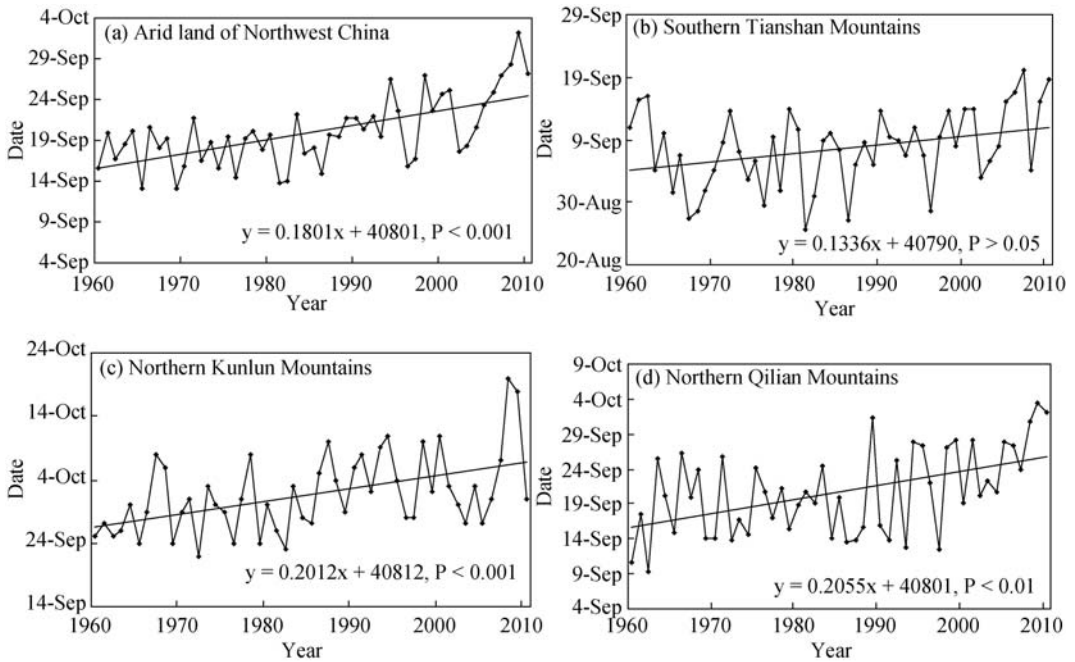 (a) Arid land of Northwest China
4-Oct
29-Sep
24-Sep
19-Sep
14-Sep
9-Sep
4-Sep
Date
y = 0.1801x + 40801, P < 0.001
1960 1970 1980 1990 2000 2010
Year
(b) Southern Tianshan Mountains
29-Sep
19-Sep
9-Sep
30-Aug
20-Aug
Date
y = 0.1336x + 40790, P > 0.05
1960 1970 1980 1990 2000 2010
Year
(c) Northern Kunlun Mountains
24-Oct
14-Oct
4-Oct
24-Sep
14-Sep
Date
y = 0.2012x + 40812, P < 0.001
1960 1970 1980 1990 2000 2010
Year
(d) Northern Qilian Mountains
9-Oct
4-Oct
29-Sep
24-Sep
19-Sep
14-Sep
9-Sep
4-Sep
Date
y = 0.2055x + 40801, P < 0.01
1960 1970 1980 1990 2000 2010
Year